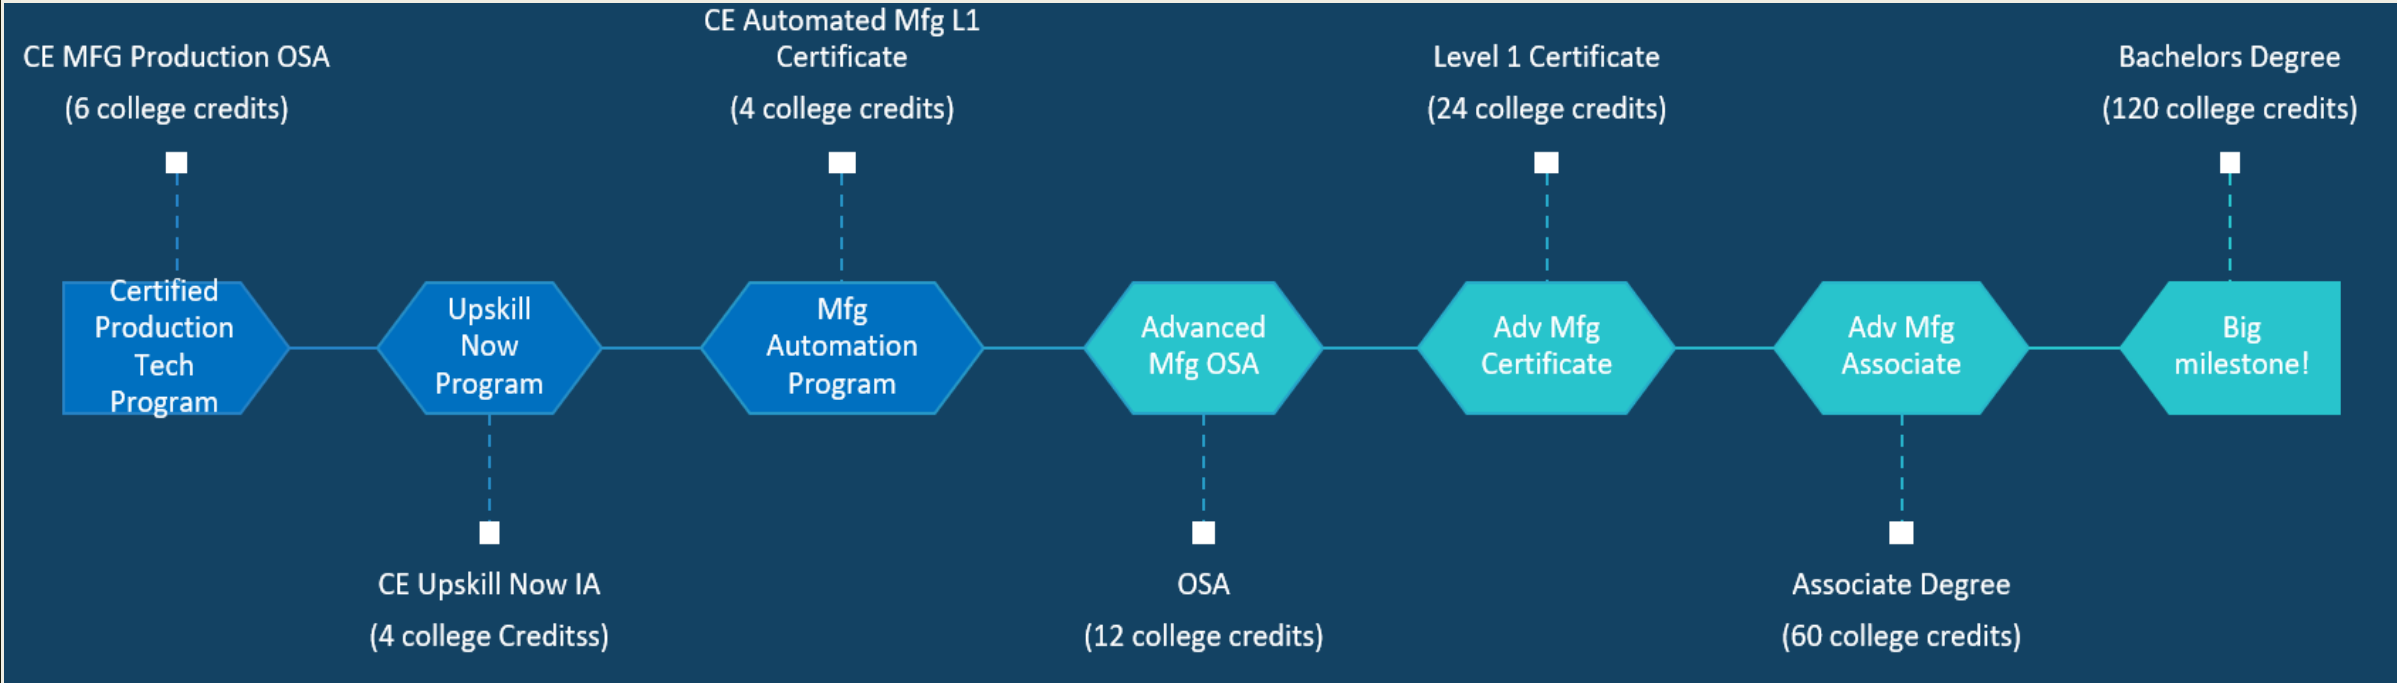 CE MFG Production OSA
(6 college credits)
CE Automated Mfg L1
Certificate
(4 college credits)
Level 1 Certificate
(24 college credits)
Bachelors Degree
(120 college credits)
Certified
Production
Tech
Program
Upskill
Now
Program
Mfg
Automation
Program
Advanced
Mfg OSA
Adv Mfg
Certificate
Adv Mfg
Associate
Big
milestone!
CE Upskill Now IA
(4 college Creditss)
OSA
(12 college credits)
Associate Degree
(60 college credits)